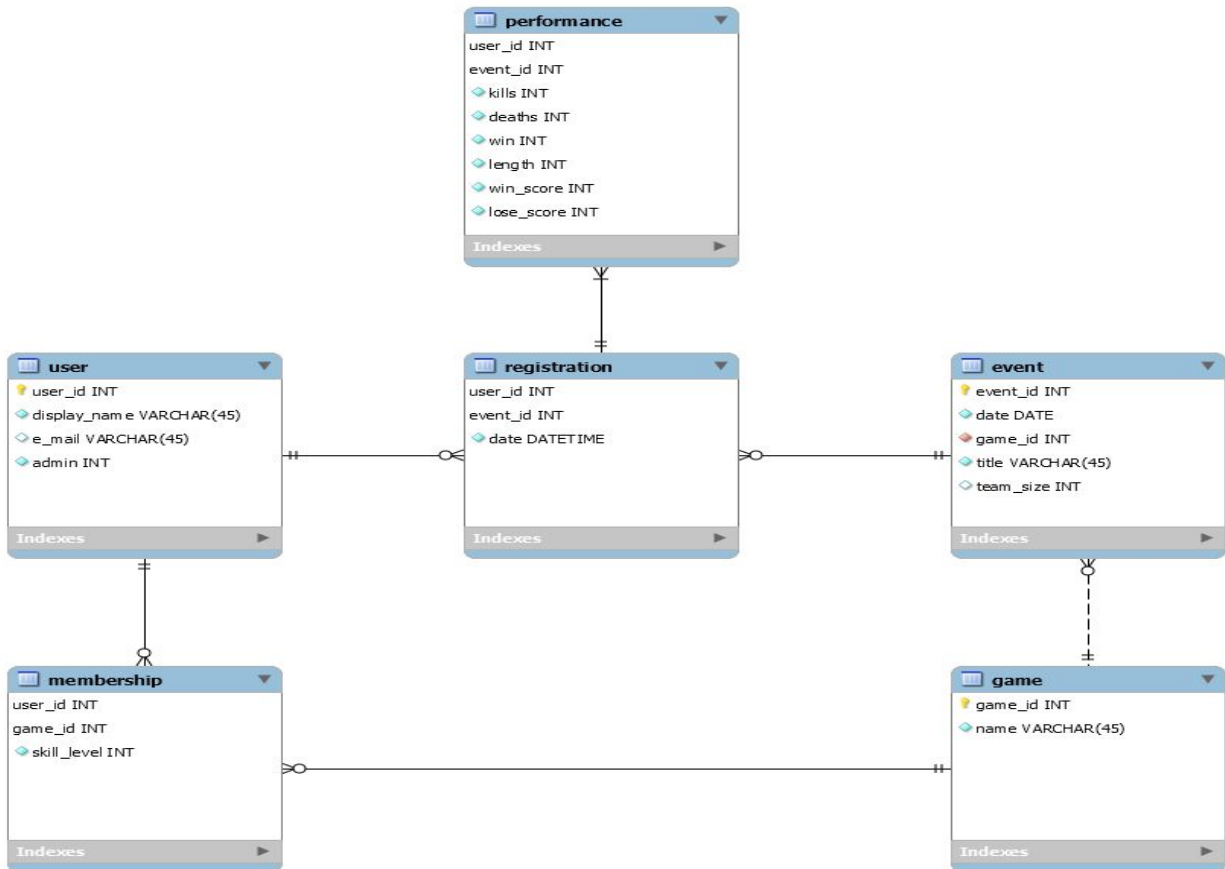 performance
user_id INT
event_id INT
kills INT
deaths INT
win INT
length INT
win_score INT
lose_score INT
Indexes
user
user_id INT
display_name VARCHAR(45)
e_mail VARCHAR(45)
admin INT
Indexes
registration
user_id INT
event_id INT
date DATETIME
Indexes
event
event_id INT
date DATE
game_id INT
title VARCHAR(45)
team_size INT
Indexes
membership
user_id INT
game_id INT
skill_level INT
Indexes
game
game_id INT
name VARCHAR(45)
Indexes